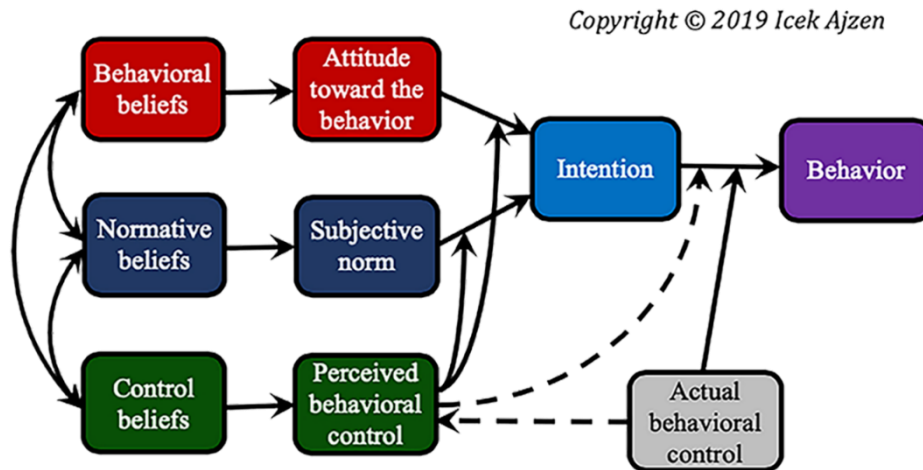 Copyright © 2019 Icek Ajzen
Behavioral
beliefs
Attitude
toward the
behavior
Intention
Behavior
Normative
beliefs
Subjective
norm
Control
beliefs
Perceived
behavioral
control
Actual
behavioral
control